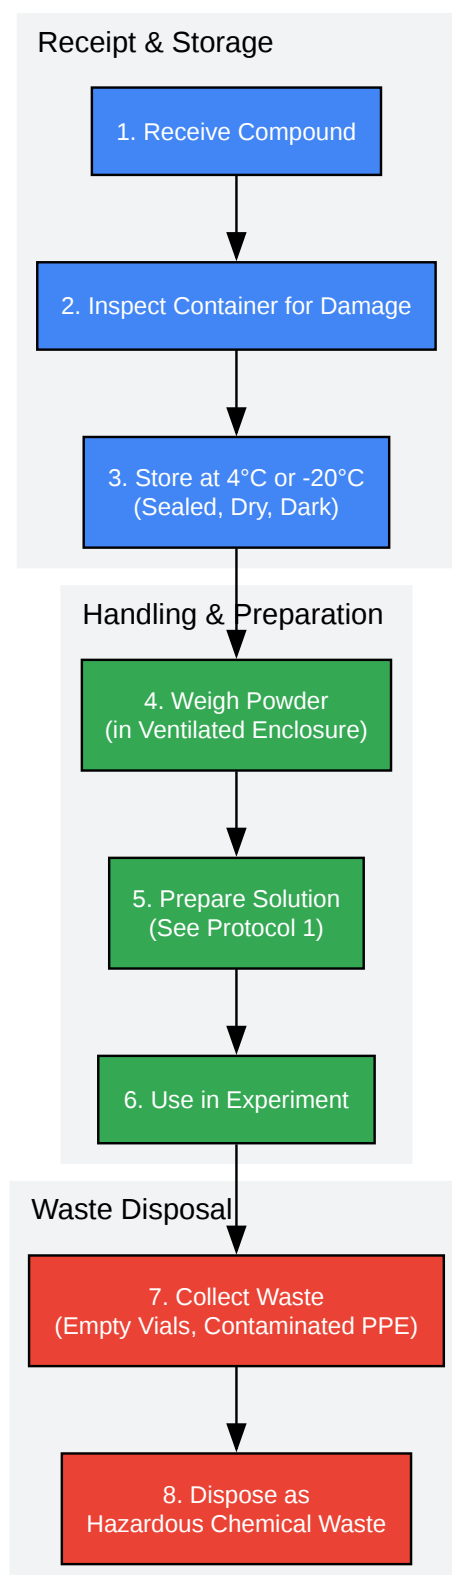 Receipt & Storage
1. Receive Compound
2. Inspect Container for Damage
3. Store at 4°C or -20°C
(Sealed, Dry, Dark)
Handling & Preparation
4. Weigh Powder
(in Ventilated Enclosure)
5. Prepare Solution
(See Protocol 1)
6. Use in Experiment
Waste Disposal
7. Collect Waste
(Empty Vials, Contaminated PPE)
8. Dispose as
Hazardous Chemical Waste